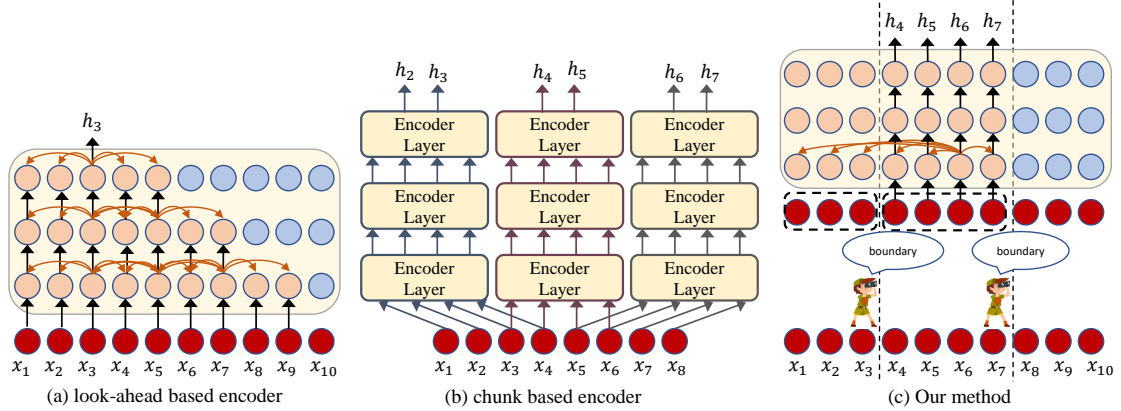 h₃
x₁ x₂ x₃ x₄ x₅ x₆ x₇ x₈ x₉ x₁₀
(a) look-ahead based encoder
h₂ h₃ h₄ h₅ h₆ h₇
Encoder Layer
Encoder Layer
Encoder Layer
Encoder Layer
Encoder Layer
Encoder Layer
Encoder Layer
Encoder Layer
Encoder Layer
x₁ x₂ x₃ x₄ x₅ x₆ x₇ x₈
(b) chunk based encoder
h₄ h₅ h₆ h₇
boundary
boundary
x₁ x₂ x₃ x₄ x₅ x₆ x₇ x₈ x₉ x₁₀
(c) Our method